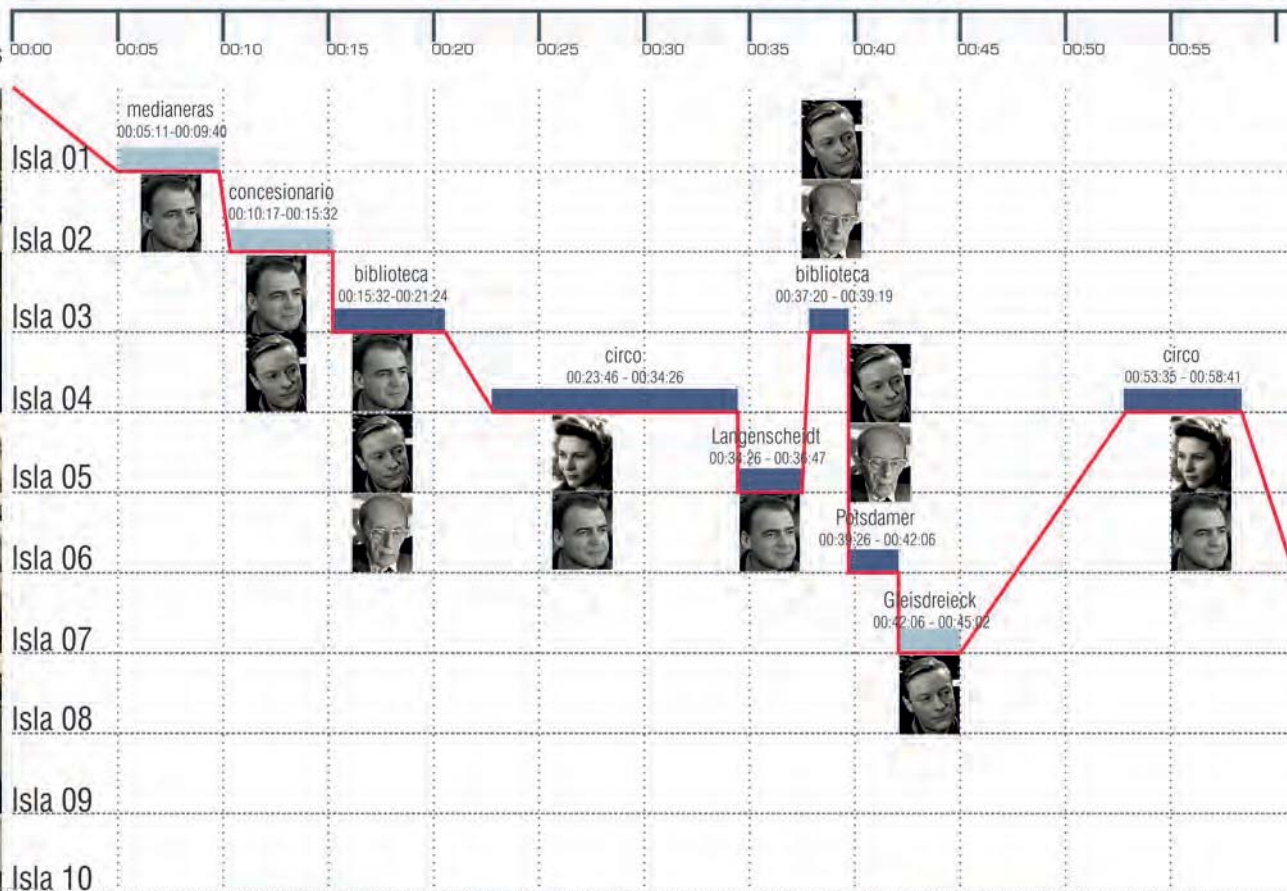 00:00 00:05 00:10 00:15 00:20 00:25 00:30 00:35 00:40 00:45 00:50 00:55
medianeras
00:05:11-00:09:40
Isla 01
concesionario
00:10:17-00:15:32
Isla 02
biblioteca
00:15:32-00:21:24
biblioteca
00:37:20 - 00:39:19
Isla 03
circo
00:23:46 - 00:34:26
circo
00:53:35 - 00:58:41
Isla 04
Langenscheidt
00:34:26 - 00:36:47
Isla 05
Potsdamer
00:39:26 - 00:42:06
Isla 06
Gleisdreieck
00:42:06 - 00:45:02
Isla 07
Isla 08
Isla 09
Isla 10